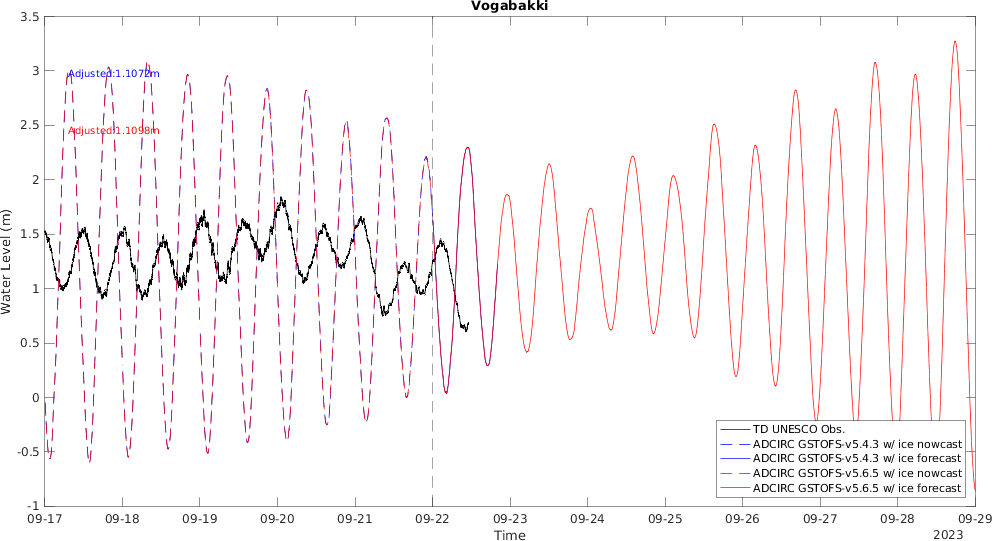 Vogabakki
3.5
3
2.5
2
1.5
1
0.5
0
-0.5
-1
Water Level (m)
Adjusted:1.1072m
Adjusted:1.1098m
TD UNESCO Obs.
ADCIRC GSTOFS-v5.4.3 w/ ice nowcast
ADCIRC GSTOFS-v5.4.3 w/ ice forecast
ADCIRC GSTOFS-v5.6.5 w/ ice nowcast
ADCIRC GSTOFS-v5.6.5 w/ ice forecast
09-17 09-18 09-19 09-20 09-21 09-22 09-23 09-24 09-25 09-26 09-27 09-28 09-29
Time
2023